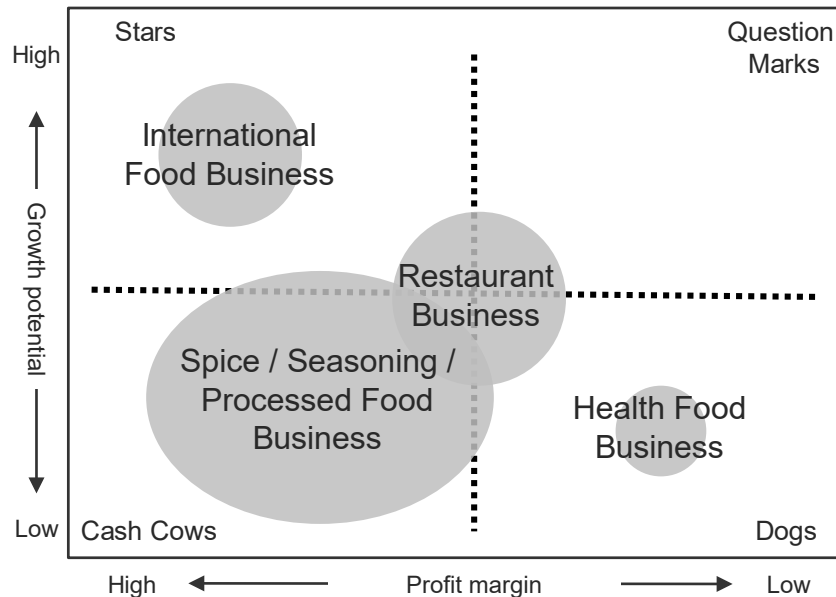 Stars
Question
Marks
High
International
Food Business
Growth potential
Restaurant
Business
Spice / Seasoning /
Processed Food
Business
Health Food
Business
Low
Cash Cows
Dogs
High
Profit margin
Low